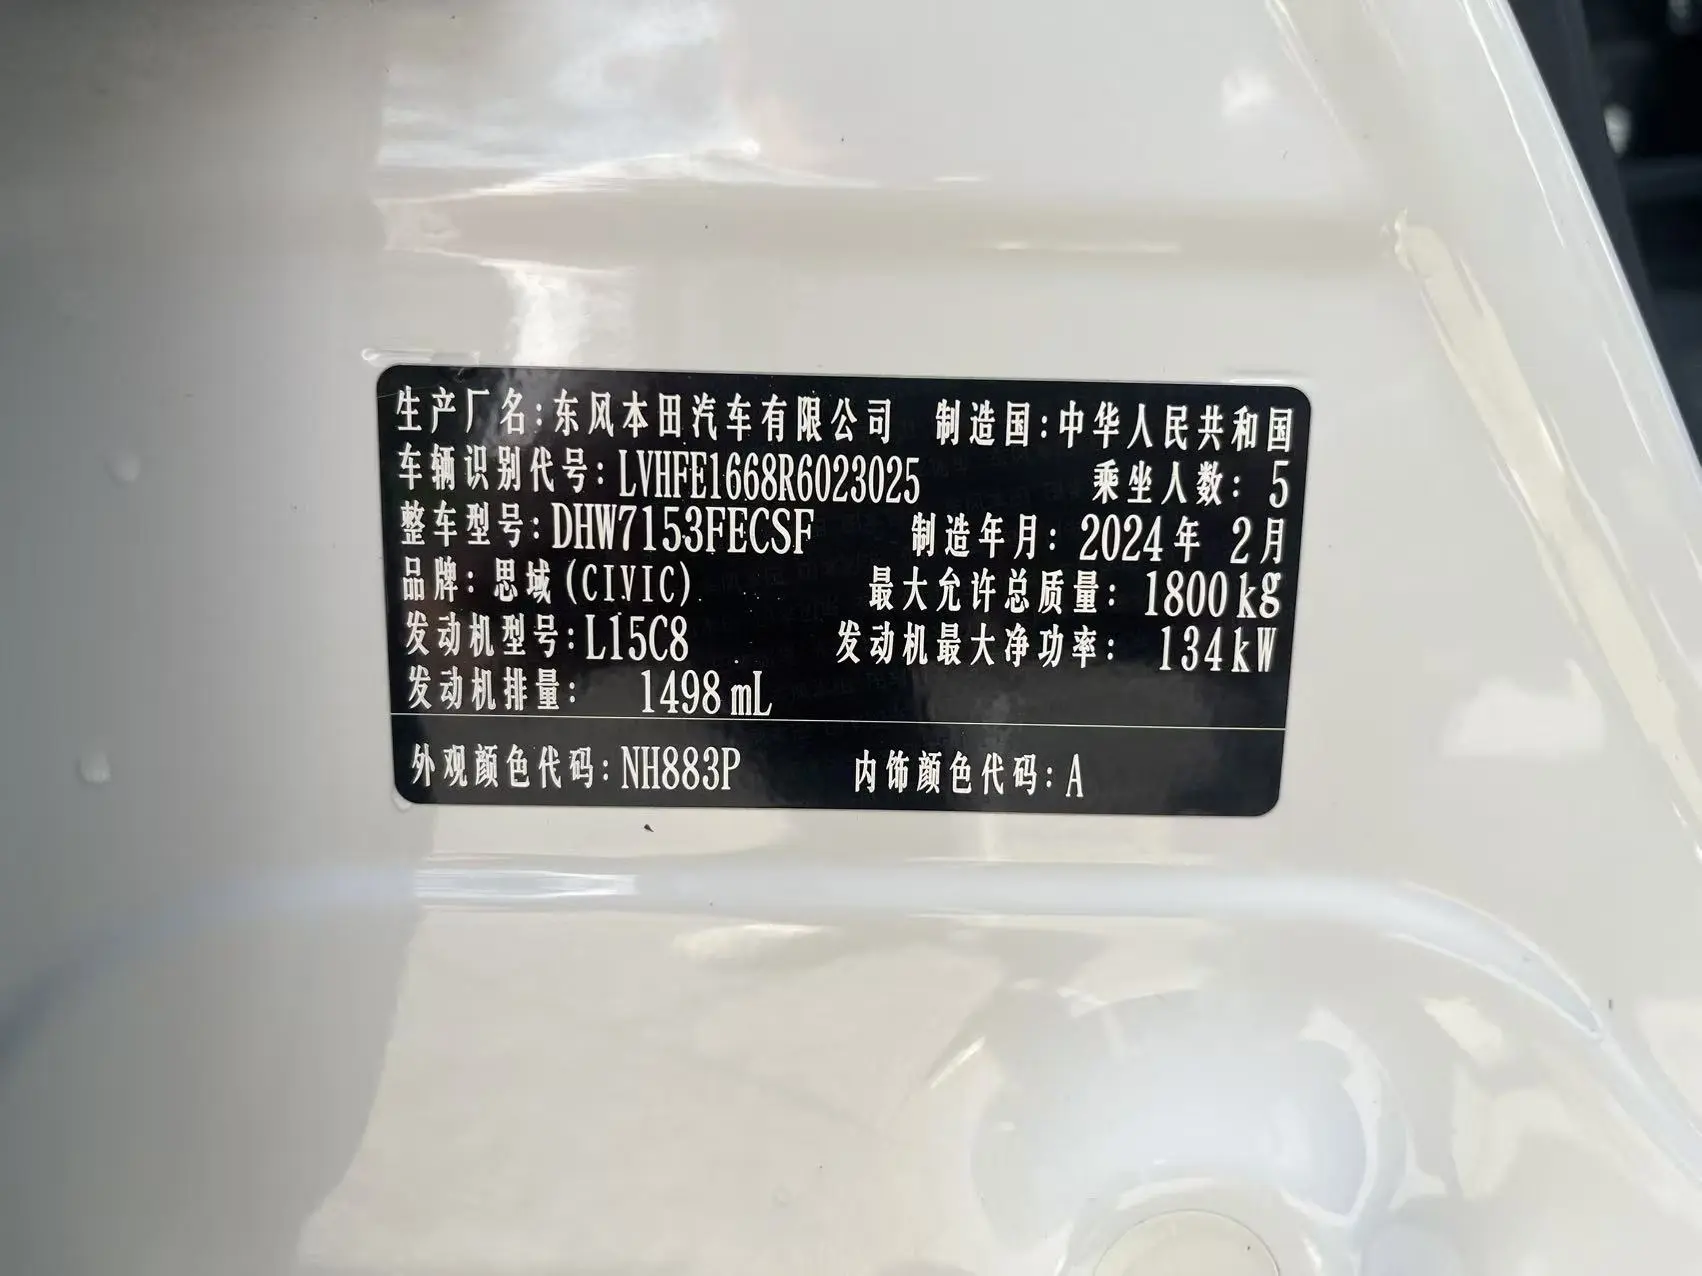 生产厂名:东风本田汽车有限公司 制造国:中华人民共和国
车辆识别代号:LVHFE1668R6023025 乘坐人数:5
整车型号:DHW7153FECSF 制造年月:2024年 2月
品牌:思域(CIVIC) 最大允许总质量:1800kg
发动机型号:L15C8 发动机最大净功率:134kW
发动机排量: 1498mL
外观颜色代码:NH883P 内饰颜色代码:A